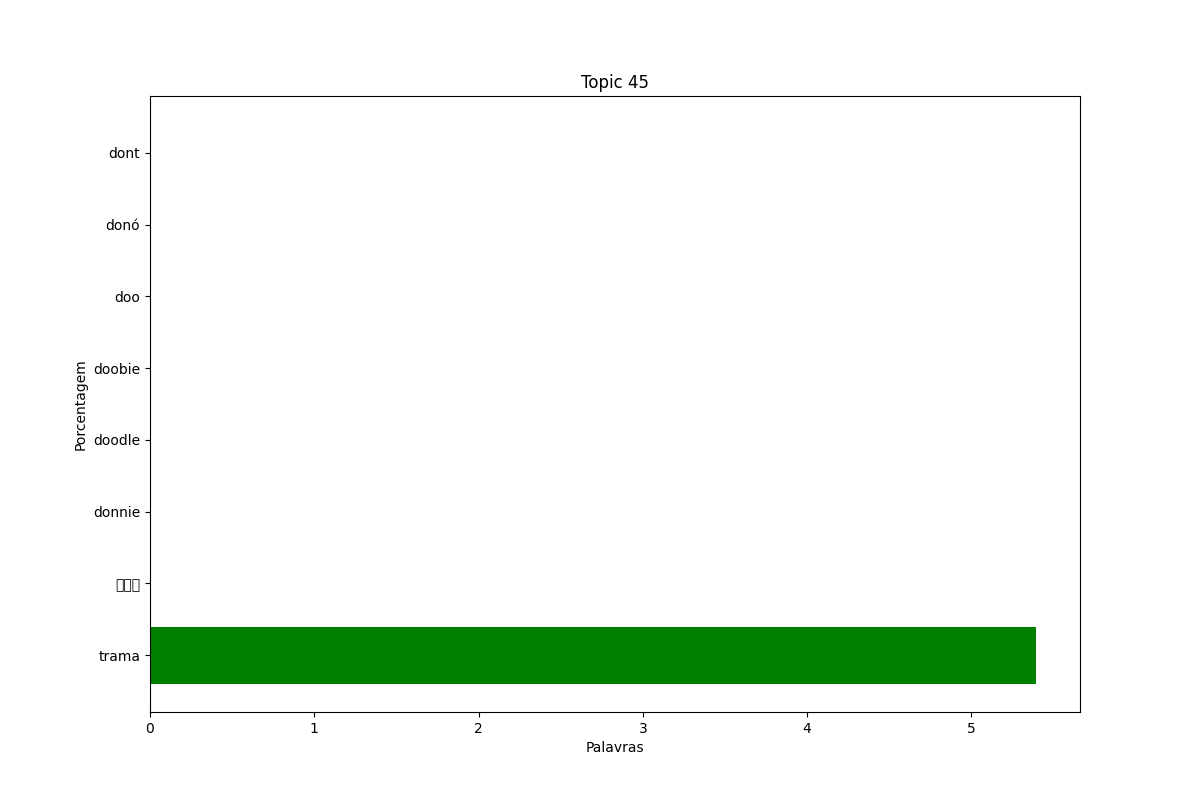 Topic 45
dont
donó
doo
doobie
doodle
donnie
trama
Porcentagem
0 1 2 3 4 5
Palavras